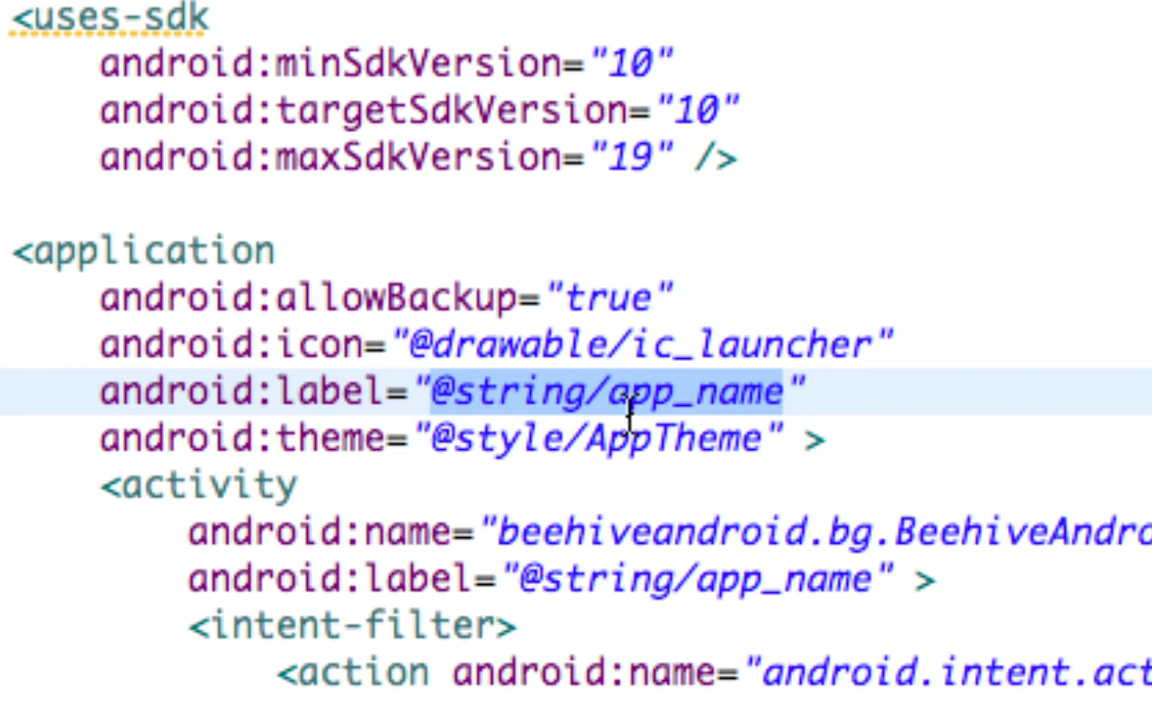 <uses-sdk
android:minSdkVersion="10"
android:targetSdkVersion="10"
android:maxSdkVersion="19" />
<application
android:allowBackup="true"
android:icon="@drawable/ic_launcher"
android:label="@string/app_name"
android:theme="@style/AppTheme" >
<activity
android:name="beehiveandroid.bg.BeehiveAndro
android:label="@string/app_name" >
<intent-filter>
<action android:name="android.intent.act